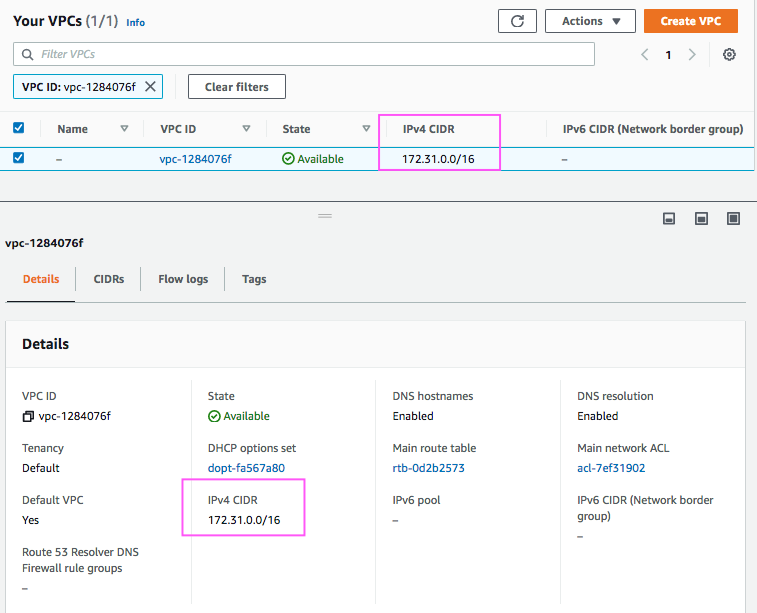 Your VPCs (1/1) Info
Actions
Create VPC
Filter VPCs
1
VPC ID: vpc-1284076f
Clear filters
Name VPC ID State IPv4 CIDR IPv6 CIDR (Network border group)
– vpc-1284076f Available 172.31.0.0/16 –
vpc-1284076f
Details CIDRs Flow logs Tags
Details
VPC ID
vpc-1284076f
State
Available
DNS hostnames
Enabled
DNS resolution
Enabled
Tenancy
Default
DHCP options set
dopt-fa567a80
Main route table
rtb-0d2b2573
Main network ACL
acl-7ef31902
Default VPC
Yes
IPv4 CIDR
172.31.0.0/16
IPv6 pool
–
IPv6 CIDR (Network border
group)
–
Route 53 Resolver DNS
Firewall rule groups
–